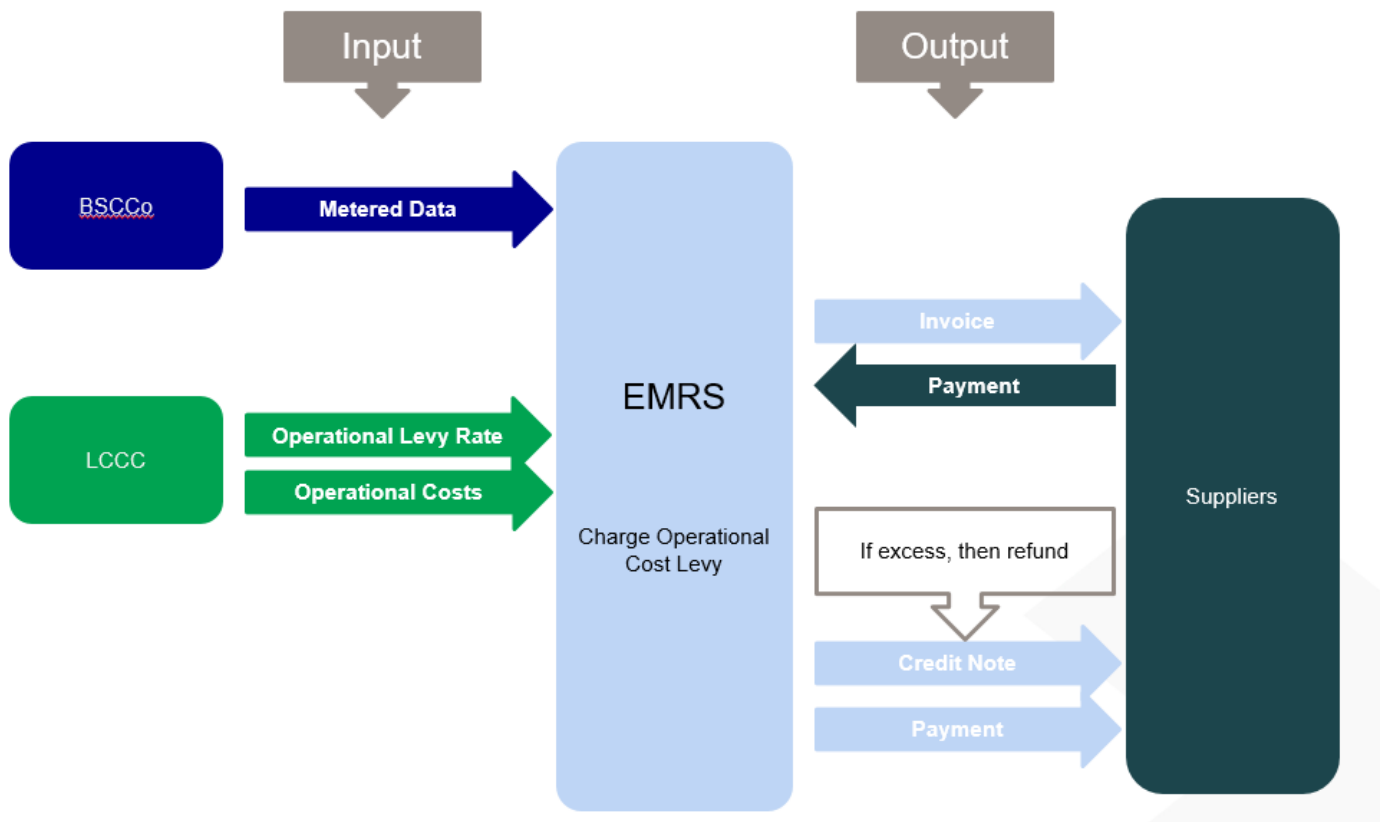 Input
Output
BSCCo
Metered Data
Invoice
EMRS
Payment
Operational Levy Rate
LCCC
Operational Costs
Suppliers
Charge Operational
Cost Levy
If excess, then refund
Credit Note
Payment